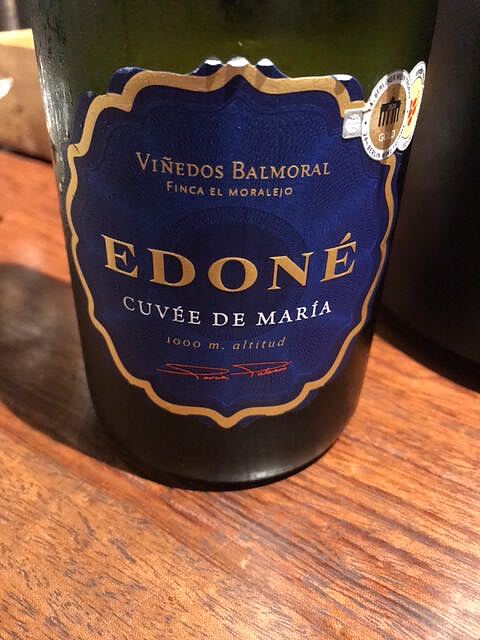 VIÑEDOS BALMORAL
FINCA EL MORALEJO
EDONÉ
CUVÉE DE MARÍA
1000 m. altitud